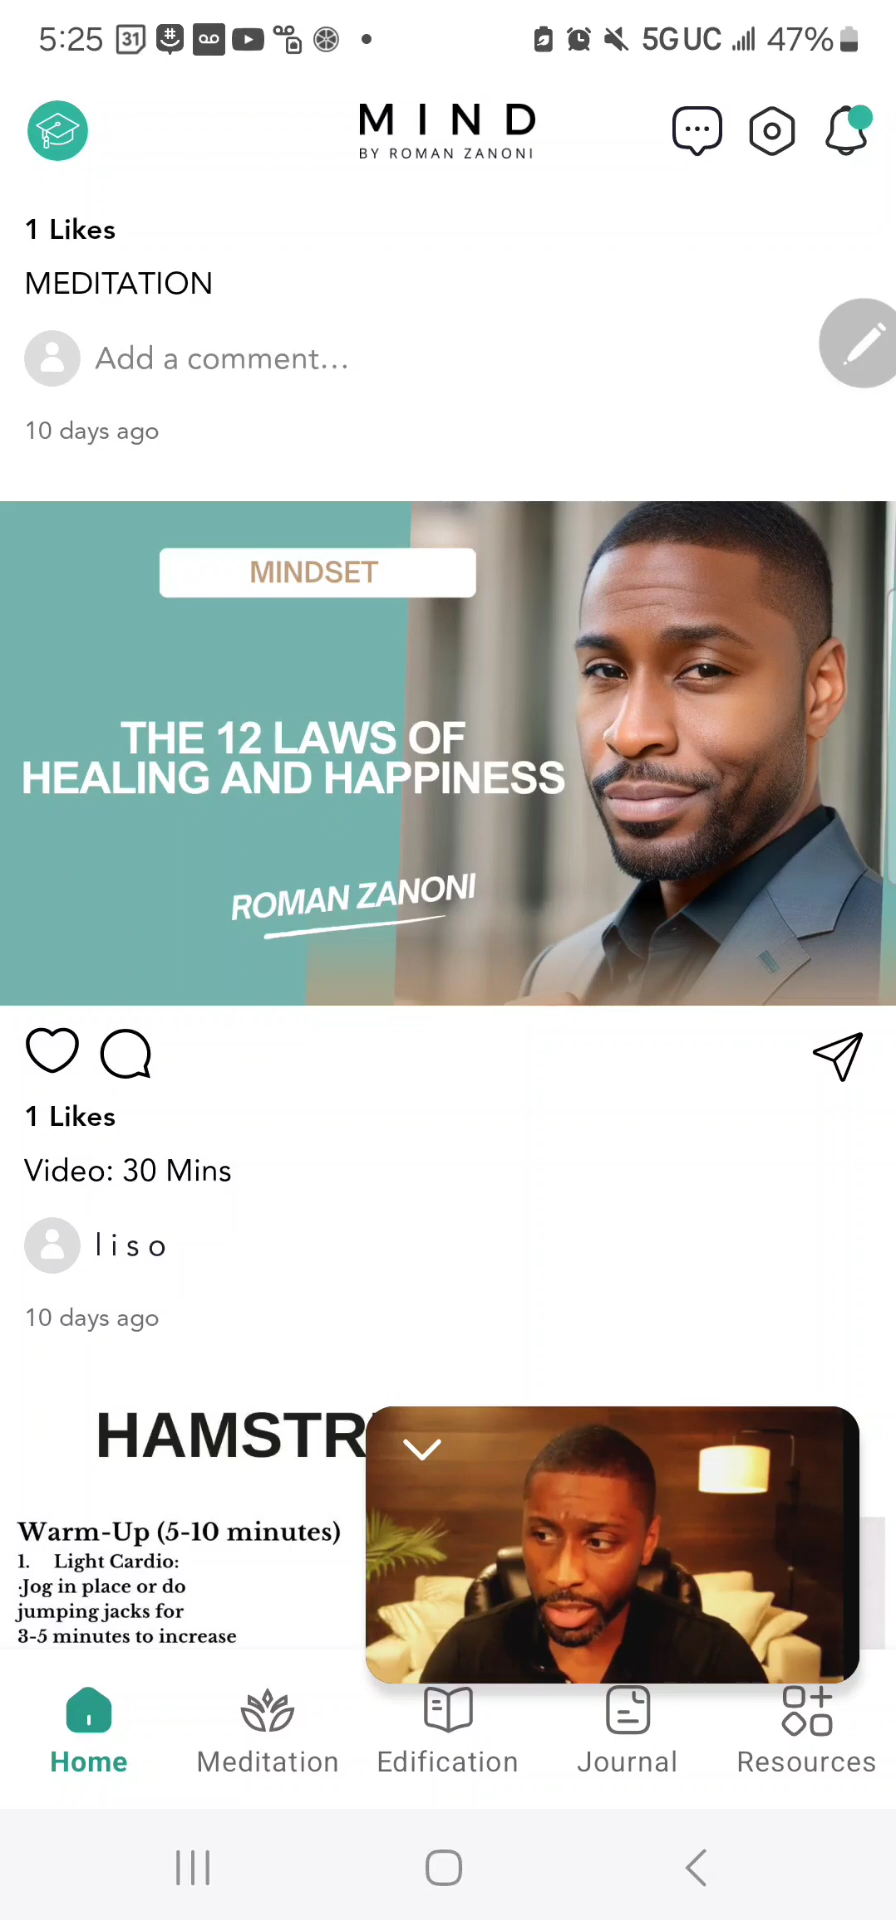 5:25 31 5G UC 47%
MIND
BY ROMAN ZANONI
1 Likes
MEDITATION
Add a comment...
10 days ago
MINDSET
THE 12 LAWS OF
HEALING AND HAPPINESS
ROMAN ZANONI
1 Likes
Video: 30 Mins
l i s o
10 days ago
HAMSTR
Warm-Up (5-10 minutes)
1. Light Cardio:
·Jog in place or do
jumping jacks for
3-5 minutes to increase
Home Meditation Edification Journal Resources